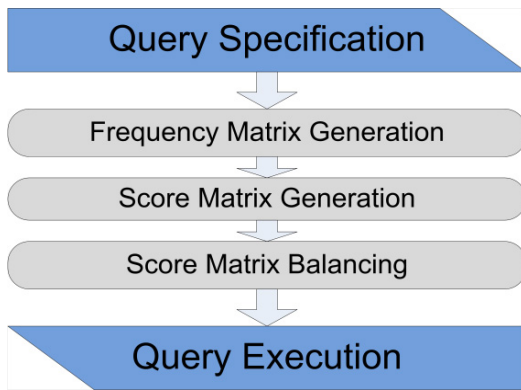 Query Specification
Frequency Matrix Generation
Score Matrix Generation
Score Matrix Balancing
Query Execution